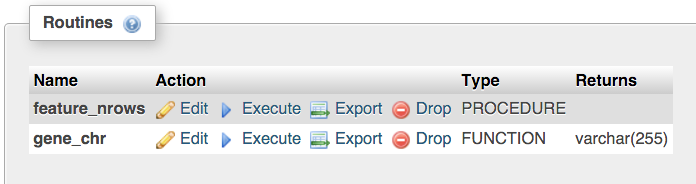 Routines
Name Action Type Returns
feature_nrows Edit Execute Export Drop PROCEDURE
gene_chr Edit Execute Export Drop FUNCTION varchar(255)